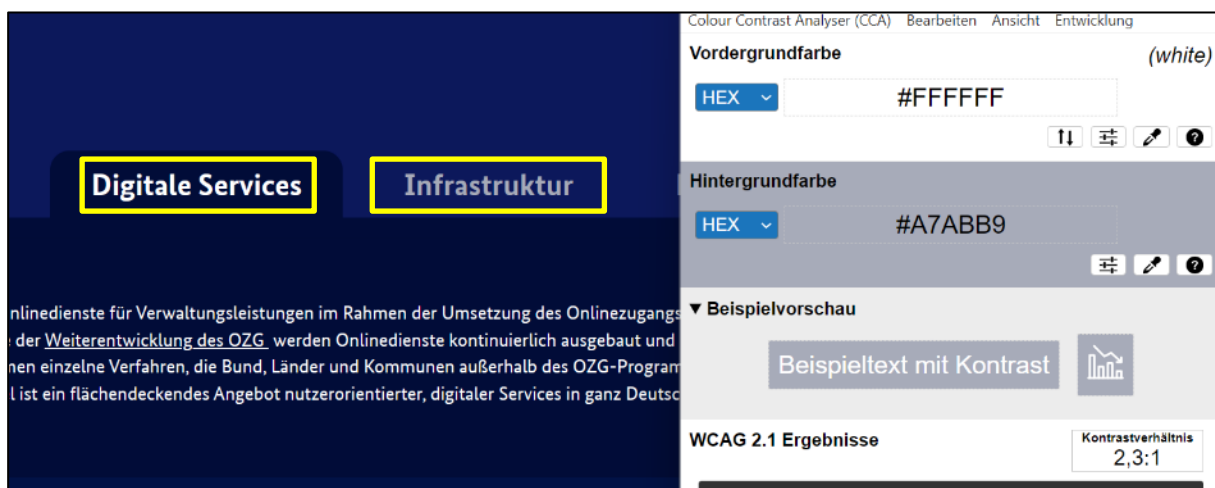 Colour Contrast Analyser (CCA) Bearbeiten Ansicht Entwicklung
Vordergrundfarbe (white)
HEX #FFFFFF
Digitale Services Infrastruktur
Hintergrundfarbe
HEX #A7ABB9
nlinedienste für Verwaltungsleistungen im Rahmen der Umsetzung des Onlinezugangs
der Weiterentwicklung des OZG werden Onlinedienste kontinuierlich ausgebaut und
nen einzelne Verfahren, die Bund, Länder und Kommunen außerhalb des OZG-Program
l ist ein flächendeckendes Angebot nutzerorientierter, digitaler Services in ganz Deutsc
▼ Beispielvorschau
Beispieltext mit Kontrast
WCAG 2.1 Ergebnisse
Kontrastverhältnis
2,3:1